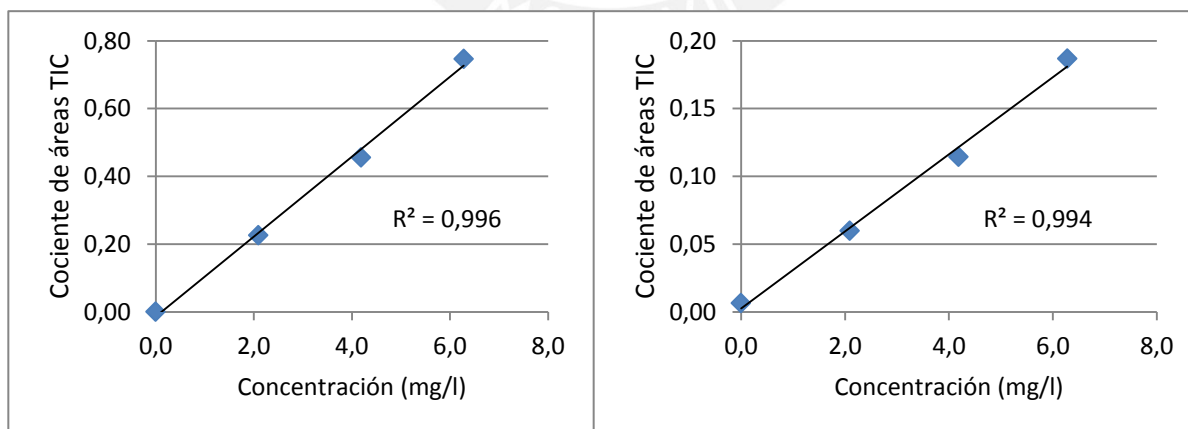 0,80
0,60
0,40
0,20
0,00
0,0 2,0 4,0 6,0 8,0
Cociente de áreas TIC
Concentración (mg/l)
R² = 0,996
0,20
0,15
0,10
0,05
0,00
0,0 2,0 4,0 6,0 8,0
Cociente de áreas TIC
Concentración (mg/l)
R² = 0,994